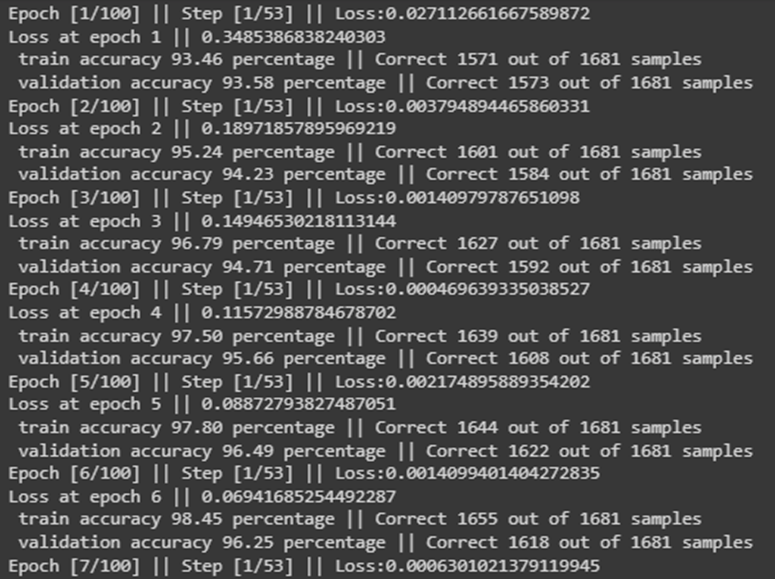 Epoch [1/100] || Step [1/53] || Loss:0.027112661667589872
Loss at epoch 1 || 0.3485386838240303
train accuracy 93.46 percentage || Correct 1571 out of 1681 samples
validation accuracy 93.58 percentage || Correct 1573 out of 1681 samples
Epoch [2/100] || Step [1/53] || Loss:0.003794894465860331
Loss at epoch 2 || 0.18971857895969219
train accuracy 95.24 percentage || Correct 1601 out of 1681 samples
validation accuracy 94.23 percentage || Correct 1584 out of 1681 samples
Epoch [3/100] || Step [1/53] || Loss:0.00140979787651098
Loss at epoch 3 || 0.14946530218113144
train accuracy 96.79 percentage || Correct 1627 out of 1681 samples
validation accuracy 94.71 percentage || Correct 1592 out of 1681 samples
Epoch [4/100] || Step [1/53] || Loss:0.000469639335038527
Loss at epoch 4 || 0.11572988784678702
train accuracy 97.50 percentage || Correct 1639 out of 1681 samples
validation accuracy 95.66 percentage || Correct 1608 out of 1681 samples
Epoch [5/100] || Step [1/53] || Loss:0.002174895889354202
Loss at epoch 5 || 0.08872793827487051
train accuracy 97.80 percentage || Correct 1644 out of 1681 samples
validation accuracy 96.49 percentage || Correct 1622 out of 1681 samples
Epoch [6/100] || Step [1/53] || Loss:0.0014099401404272835
Loss at epoch 6 || 0.06941685254492287
train accuracy 98.45 percentage || Correct 1655 out of 1681 samples
validation accuracy 96.25 percentage || Correct 1618 out of 1681 samples
Epoch [7/100] || Step [1/53] || Loss:0.0006301021379119945